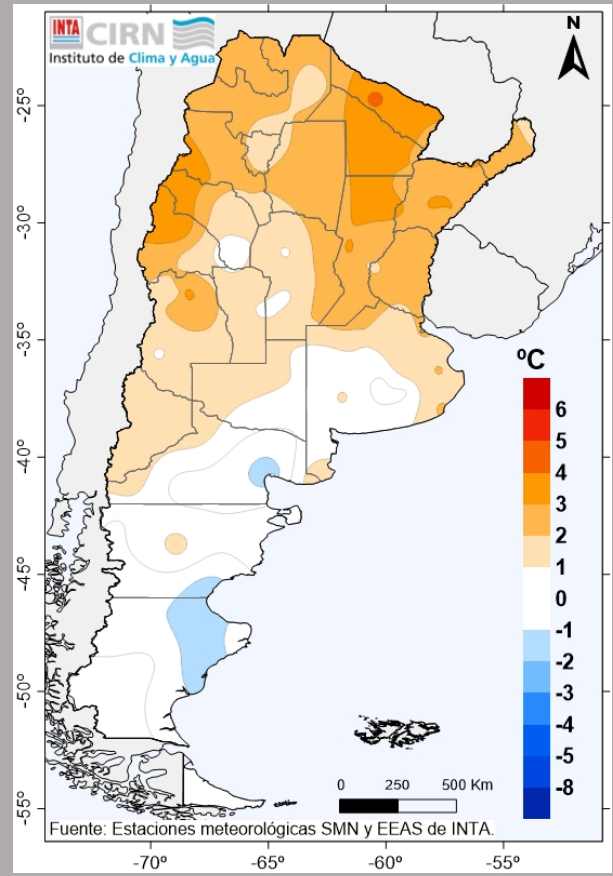 INTA CIRN
Instituto de Clima y Agua
N
-25°
-30°
-35°
-40°
-45°
-50°
-55°
ºC
6
5
4
3
2
1
0
-1
-2
-3
-4
-5
-8
0 250 500 Km
Fuente: Estaciones meteorológicas SMN y EEAS de INTA.
-70° -65° -60° -55°